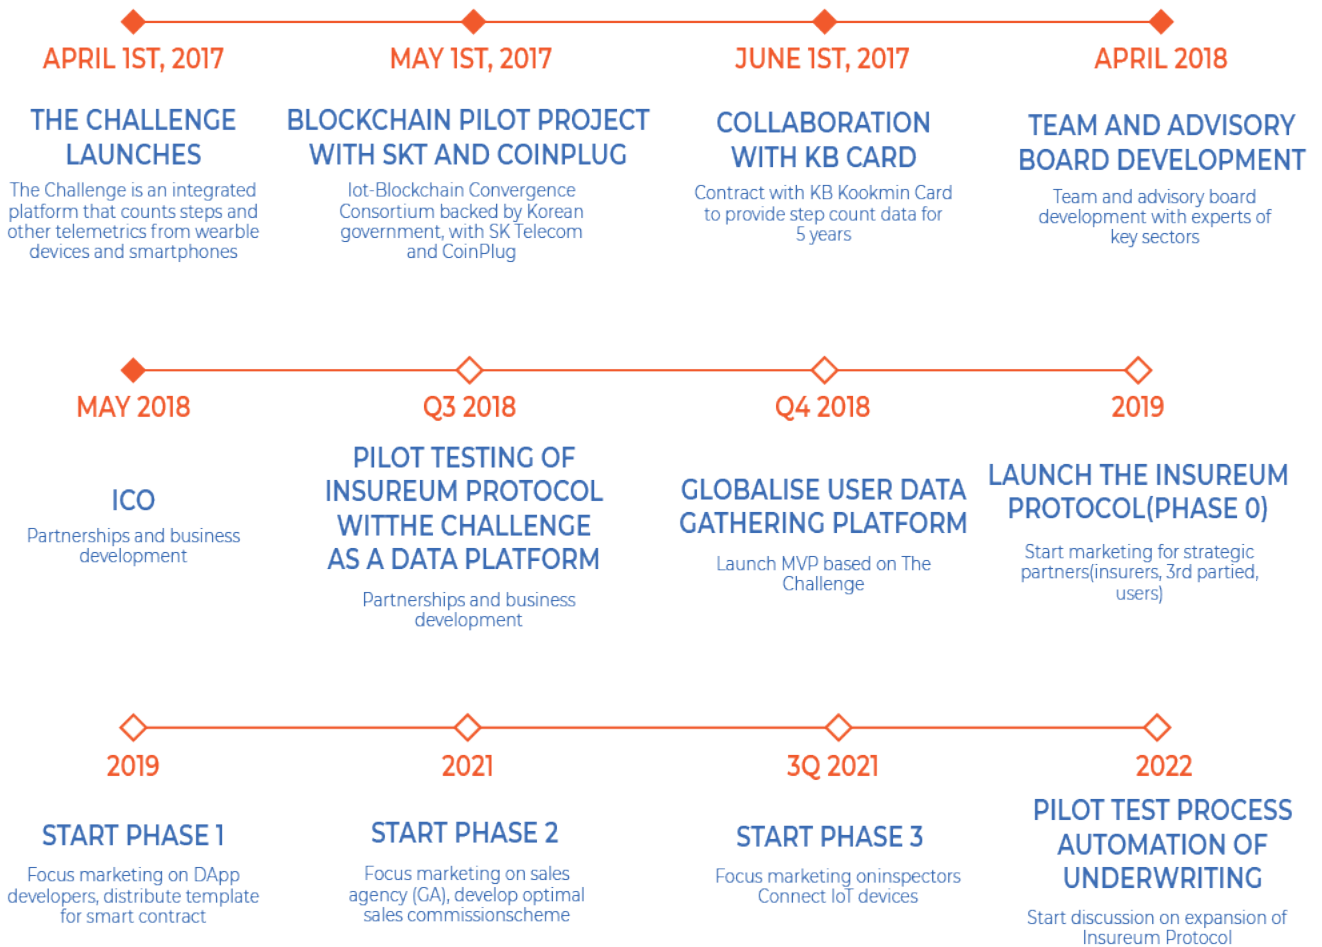 APRIL 1ST, 2017
MAY 1ST, 2017
JUNE 1ST, 2017
APRIL 2018
THE CHALLENGE
LAUNCHES
The Challenge is an integrated
platform that counts steps and
other telemetrics from wearble
devices and smartphones
BLOCKCHAIN PILOT PROJECT
WITH SKT AND COINPLUG
Iot-Blockchain Convergence
Consortium backed by Korean
government, with SK Telecom
and CoinPlug
COLLABORATION
WITH KB CARD
Contract with KB Kookmin Card
to provide step count data for
5 years
TEAM AND ADVISORY
BOARD DEVELOPMENT
Team and advisory board
development with experts of
key sectors
MAY 2018
Q3 2018
Q4 2018
2019
ICO
Partnerships and business
development
PILOT TESTING OF
INSUREUM PROTOCOL
WITTHE CHALLENGE
AS A DATA PLATFORM
Partnerships and business
development
GLOBALISE USER DATA
GATHERING PLATFORM
Launch MVP based on The
Challenge
LAUNCH THE INSUREUM
PROTOCOL(PHASE 0)
Start marketing for strategic
partners(insurers, 3rd partied,
users)
2019
2021
3Q 2021
2022
START PHASE 1
Focus marketing on DApp
developers, distribute template
for smart contract
START PHASE 2
Focus marketing on sales
agency (GA), develop optimal
sales commissionscheme
START PHASE 3
Focus marketing oninspectors
Connect IoT devices
PILOT TEST PROCESS
AUTOMATION OF
UNDERWRITING
Start discussion on expansion of
Insureum Protocol